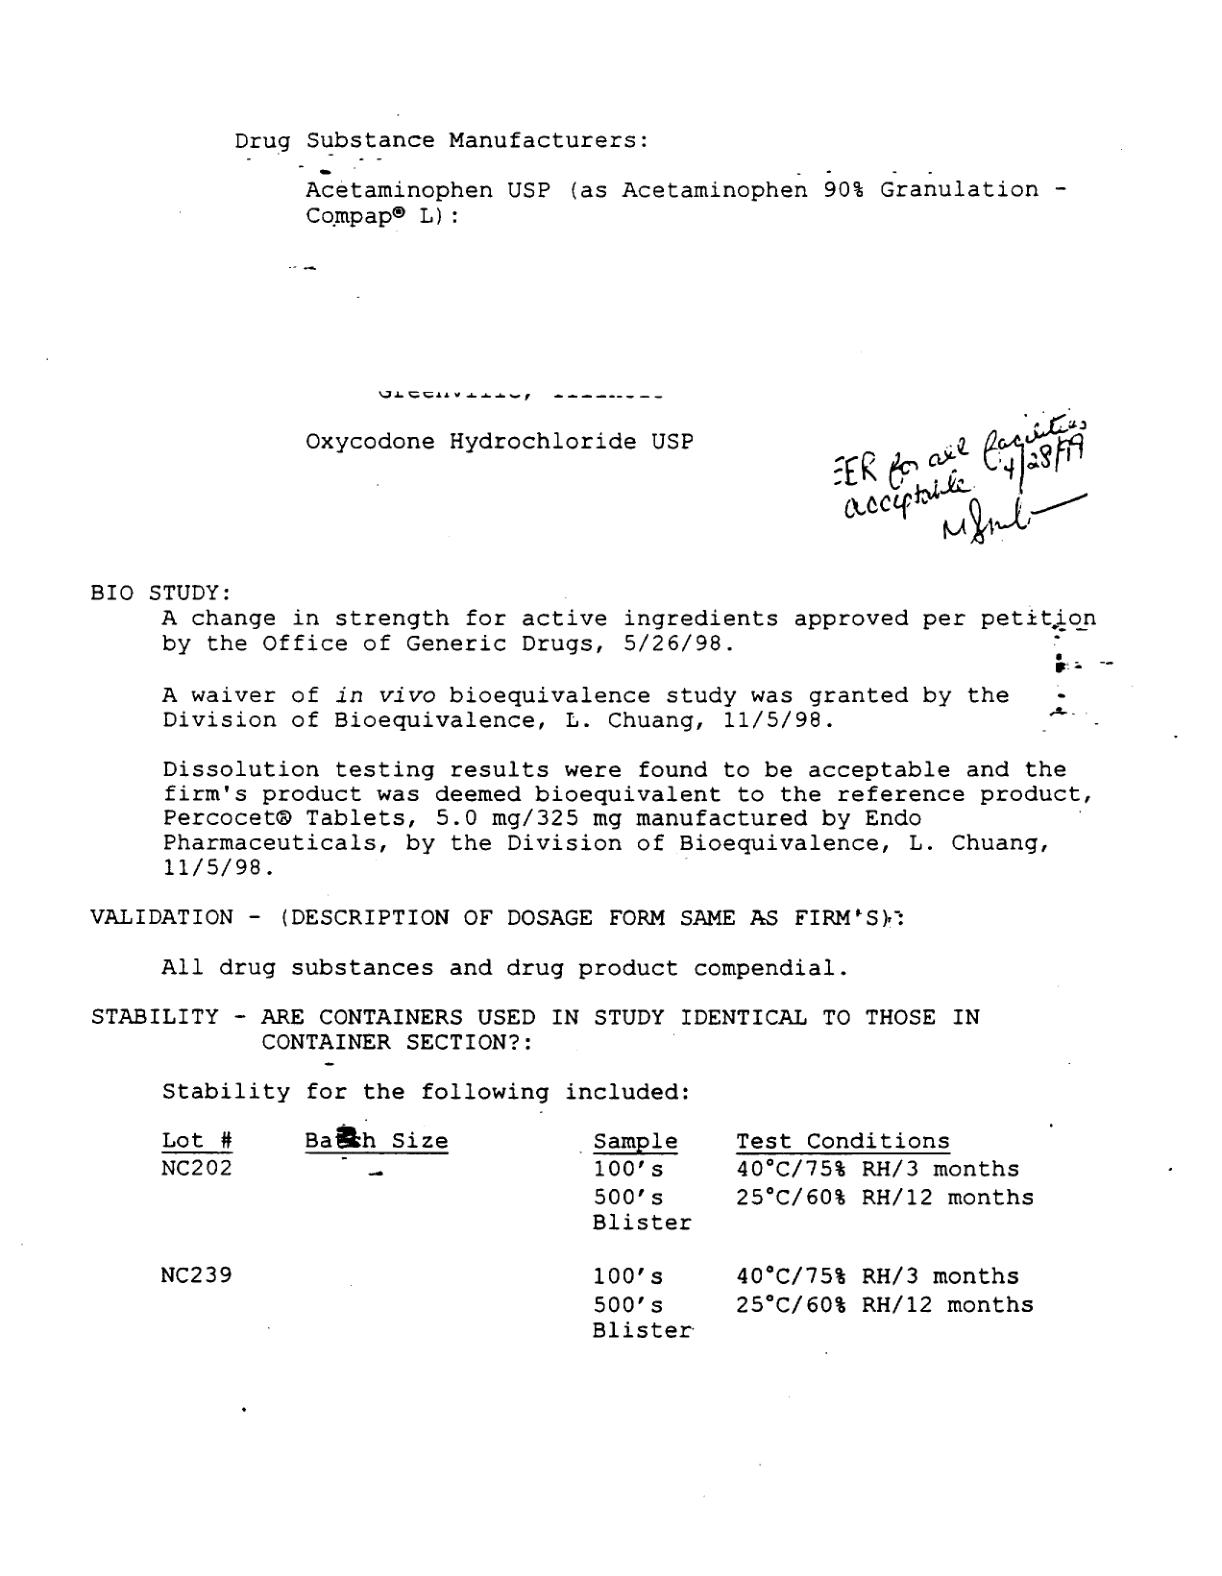 Drug Substance Manufacturers:
Acetaminophen USP (as Acetaminophen 90% Granulation -
Compap® L):
Oxycodone Hydrochloride USP
EER for all facilities
acceptable 4/28/99
BIO STUDY:
A change in strength for active ingredients approved per petition
by the Office of Generic Drugs, 5/26/98.
A waiver of in vivo bioequivalence study was granted by the
Division of Bioequivalence, L. Chuang, 11/5/98.
Dissolution testing results were found to be acceptable and the
firm's product was deemed bioequivalent to the reference product,
Percocet® Tablets, 5.0 mg/325 mg manufactured by Endo
Pharmaceuticals, by the Division of Bioequivalence, L. Chuang,
11/5/98.
VALIDATION - (DESCRIPTION OF DOSAGE FORM SAME AS FIRM'S):
All drug substances and drug product compendial.
STABILITY - ARE CONTAINERS USED IN STUDY IDENTICAL TO THOSE IN
CONTAINER SECTION?:
Stability for the following included:
Lot # Batch Size Sample Test Conditions
NC202 100's 40°C/75% RH/3 months
500's 25°C/60% RH/12 months
Blister
NC239 100's 40°C/75% RH/3 months
500's 25°C/60% RH/12 months
Blister